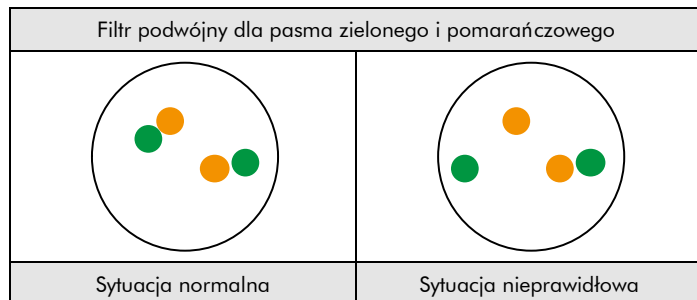 Filtr podwójny dla pasma zielonego i pomarańczowego
Sytuacja normalna
Sytuacja nieprawidłowa